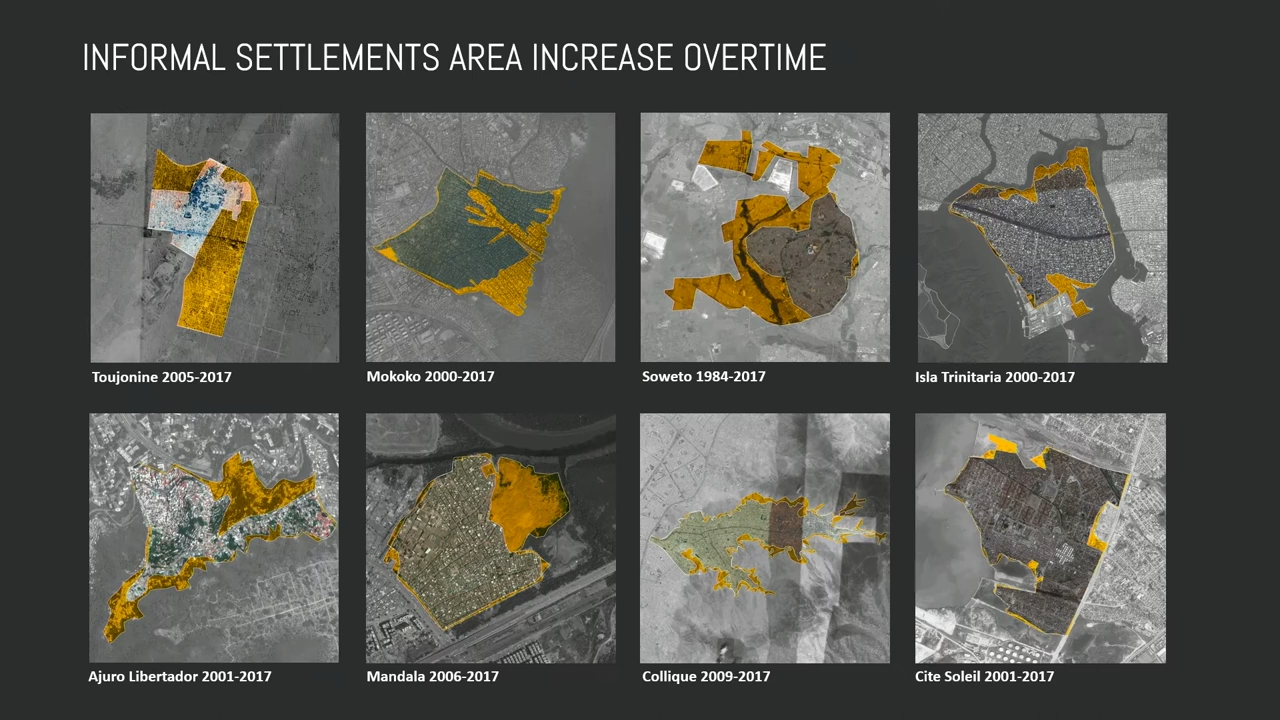 INFORMAL SETTLEMENTS AREA INCREASE OVERTIME
Toujonine 2005-2017
Mokoko 2000-2017
Soweto 1984-2017
Isla Trinitaria 2000-2017
Ajuro Libertador 2001-2017
Mandala 2006-2017
Collique 2009-2017
Cite Soleil 2001-2017